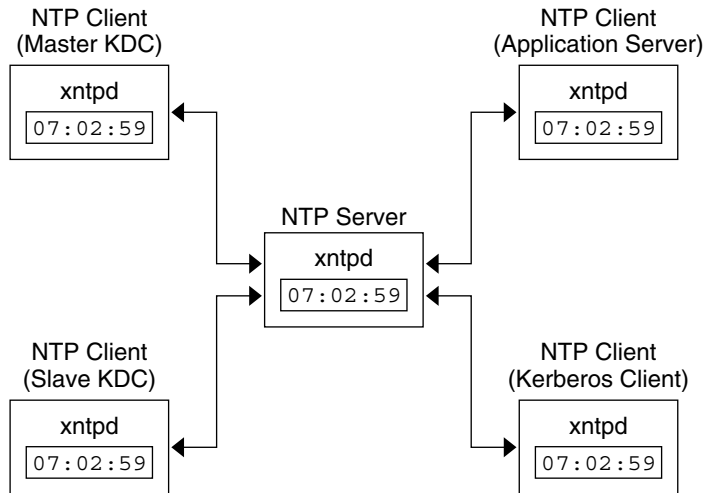 NTP Client
(Master KDC)
xntpd
07:02:59
NTP Client
(Application Server)
xntpd
07:02:59
NTP Server
xntpd
07:02:59
NTP Client
(Slave KDC)
xntpd
07:02:59
NTP Client
(Kerberos Client)
xntpd
07:02:59